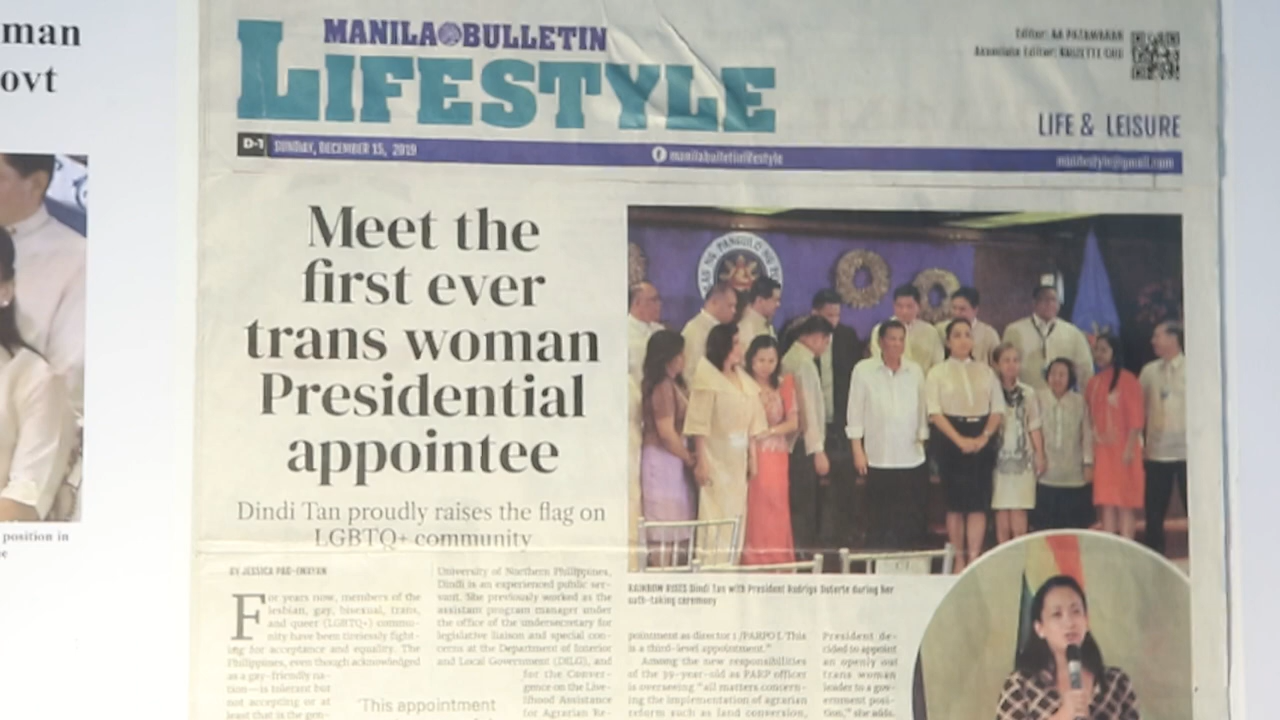 man
ovt
position in
MANILA BULLETIN
LIFESTYLE
LIFE & LEISURE
D-1 SUNDAY, DECEMBER 15, 2019
manilabulletinlifestyle
Meet the
first ever
trans woman
Presidential
appointee
Dindi Tan proudly raises the flag on
LGBTQ+ community
BY JESSICA
For years now, members of the
lesbian, gay, bisexual, trans,
and queer (LGBTQ+) commu-
nity have been tirelessly fight-
ing for acceptance and equality. The
Philippines, even though acknowledged
as a gay-friendly na-
tion—is tolerant but
not accepting or at
least that is the gen-
University of Northern Philippines,
Dindi is an experienced public ser-
vant. She previously worked as the
assistant program manager under
the office of the undersecretary for
legislative liaison and special con-
cerns at the Department of Interior
and Local Government (DILG), and
for the Conver-
gence on the Live-
lihood Assistance
for Agrarian Re-
'This appointment
RAINBOW ROSES Dindi Tan with President Rodrigo Duterte during her
oath-taking ceremony
pointment as director 1/PARPO I. This
is a third-level appointment."
Among the new responsibilities
of the 39-year-old as PARP officer
is overseeing "all matters concern-
ing the implementation of agrarian
reform such as land conversion,
President de-
cided to appoint
an openly out
trans woman
leader to a gov-
ernment posi-
tion," she adds.